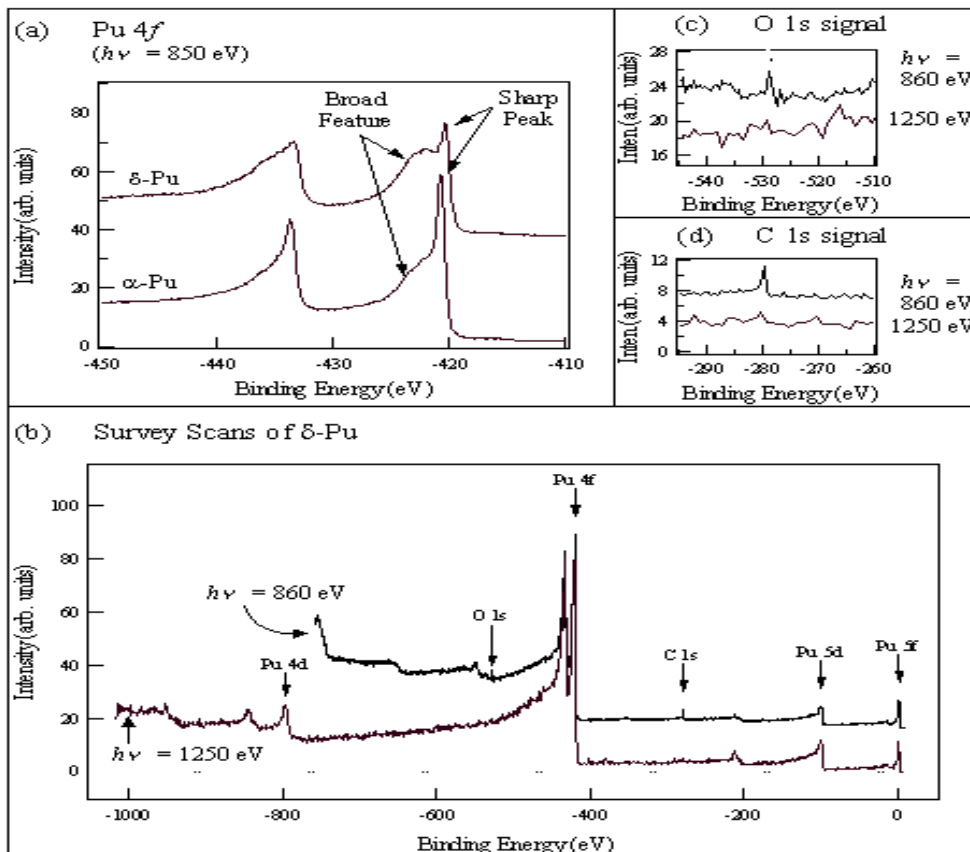 (a) Pu 4f
(hν = 850 eV)
80
60
40
20
0
Intensity (arb. units)
Broad
Feature
Sharp
Peak
δ-Pu
α-Pu
-450
-440
-430
-420
-410
Binding Energy (eV)
(c) O 1s signal
28
24
20
16
Inten. (arb. units)
hν =
860 eV
1250 eV
-540
-530
-520
-510
Binding Energy (eV)
(d) C 1s signal
12
8
4
0
Inten. (arb. units)
hν =
860 eV
1250 eV
-290
-280
-270
-260
Binding Energy (eV)
(b) Survey Scans of δ-Pu
100
80
60
40
20
0
Intensity (arb. units)
hν = 860 eV
Pu 4d
O 1s
Pu 4f
C 1s
Pu 5d
Pu 5f
hν = 1250 eV
-1000
-800
-600
-400
-200
0
Binding Energy (eV)